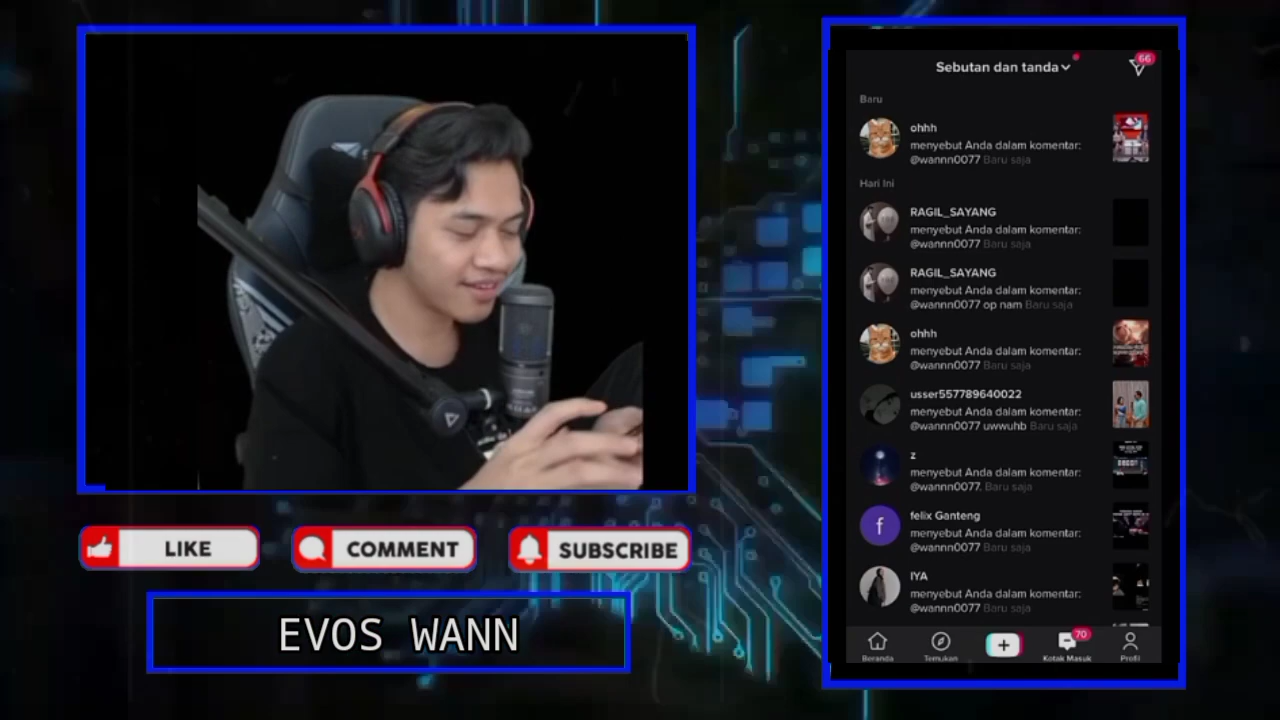 LIKE
COMMENT
SUBSCRIBE
EVOS WANN
Sebutan dan tanda
66
Baru
ohhh
menyebut Anda dalam komentar:
@wannn0077 Baru saja
Hari Ini
RAGIL_SAYANG
menyebut Anda dalam komentar:
@wannn0077 Baru saja
RAGIL_SAYANG
menyebut Anda dalam komentar:
@wannn0077 op nam Baru saja
ohhh
menyebut Anda dalam komentar:
@wannn0077 Baru saja
usser557789640022
menyebut Anda dalam komentar:
@wannn0077 uwwuhb Baru saja
z
menyebut Anda dalam komentar:
@wannn0077. Baru saja
f
felix Ganteng
menyebut Anda dalam komentar:
@wannn0077 Baru saja
IYA
menyebut Anda dalam komentar:
@wannn0077 Baru saja
70
Beranda
Temukan
Kotak Masuk
Profil